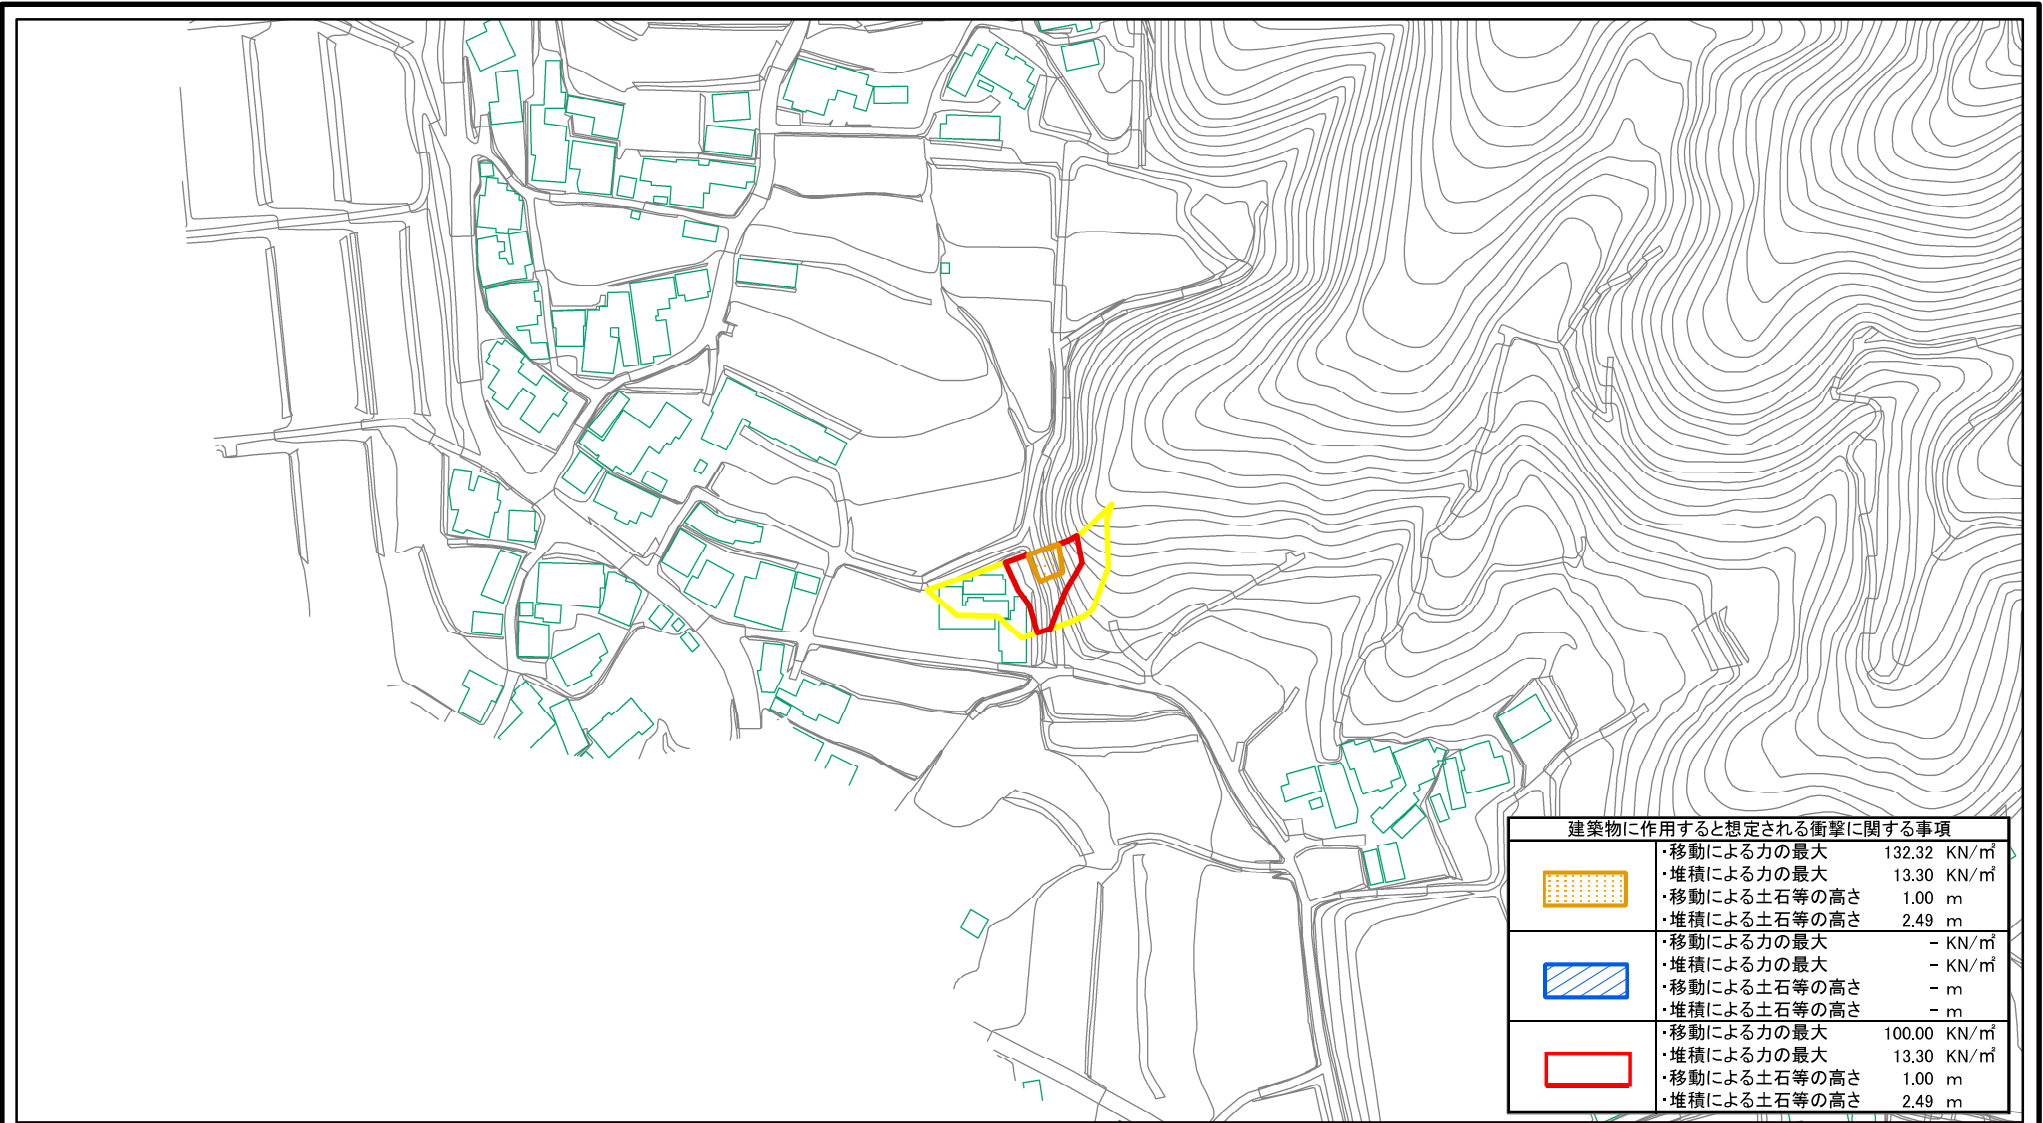 建築物に作用すると想定される衝撃に関する事項
・移動による力の最大 132.32 KN/㎡
・堆積による力の最大 13.30 KN/㎡
・移動による土石等の高さ 1.00 m
・堆積による土石等の高さ 2.49 m
・移動による力の最大 - KN/㎡
・堆積による力の最大 - KN/㎡
・移動による土石等の高さ - m
・堆積による土石等の高さ - m
・移動による力の最大 100.00 KN/㎡
・堆積による力の最大 13.30 KN/㎡
・移動による土石等の高さ 1.00 m
・堆積による土石等の高さ 2.49 m